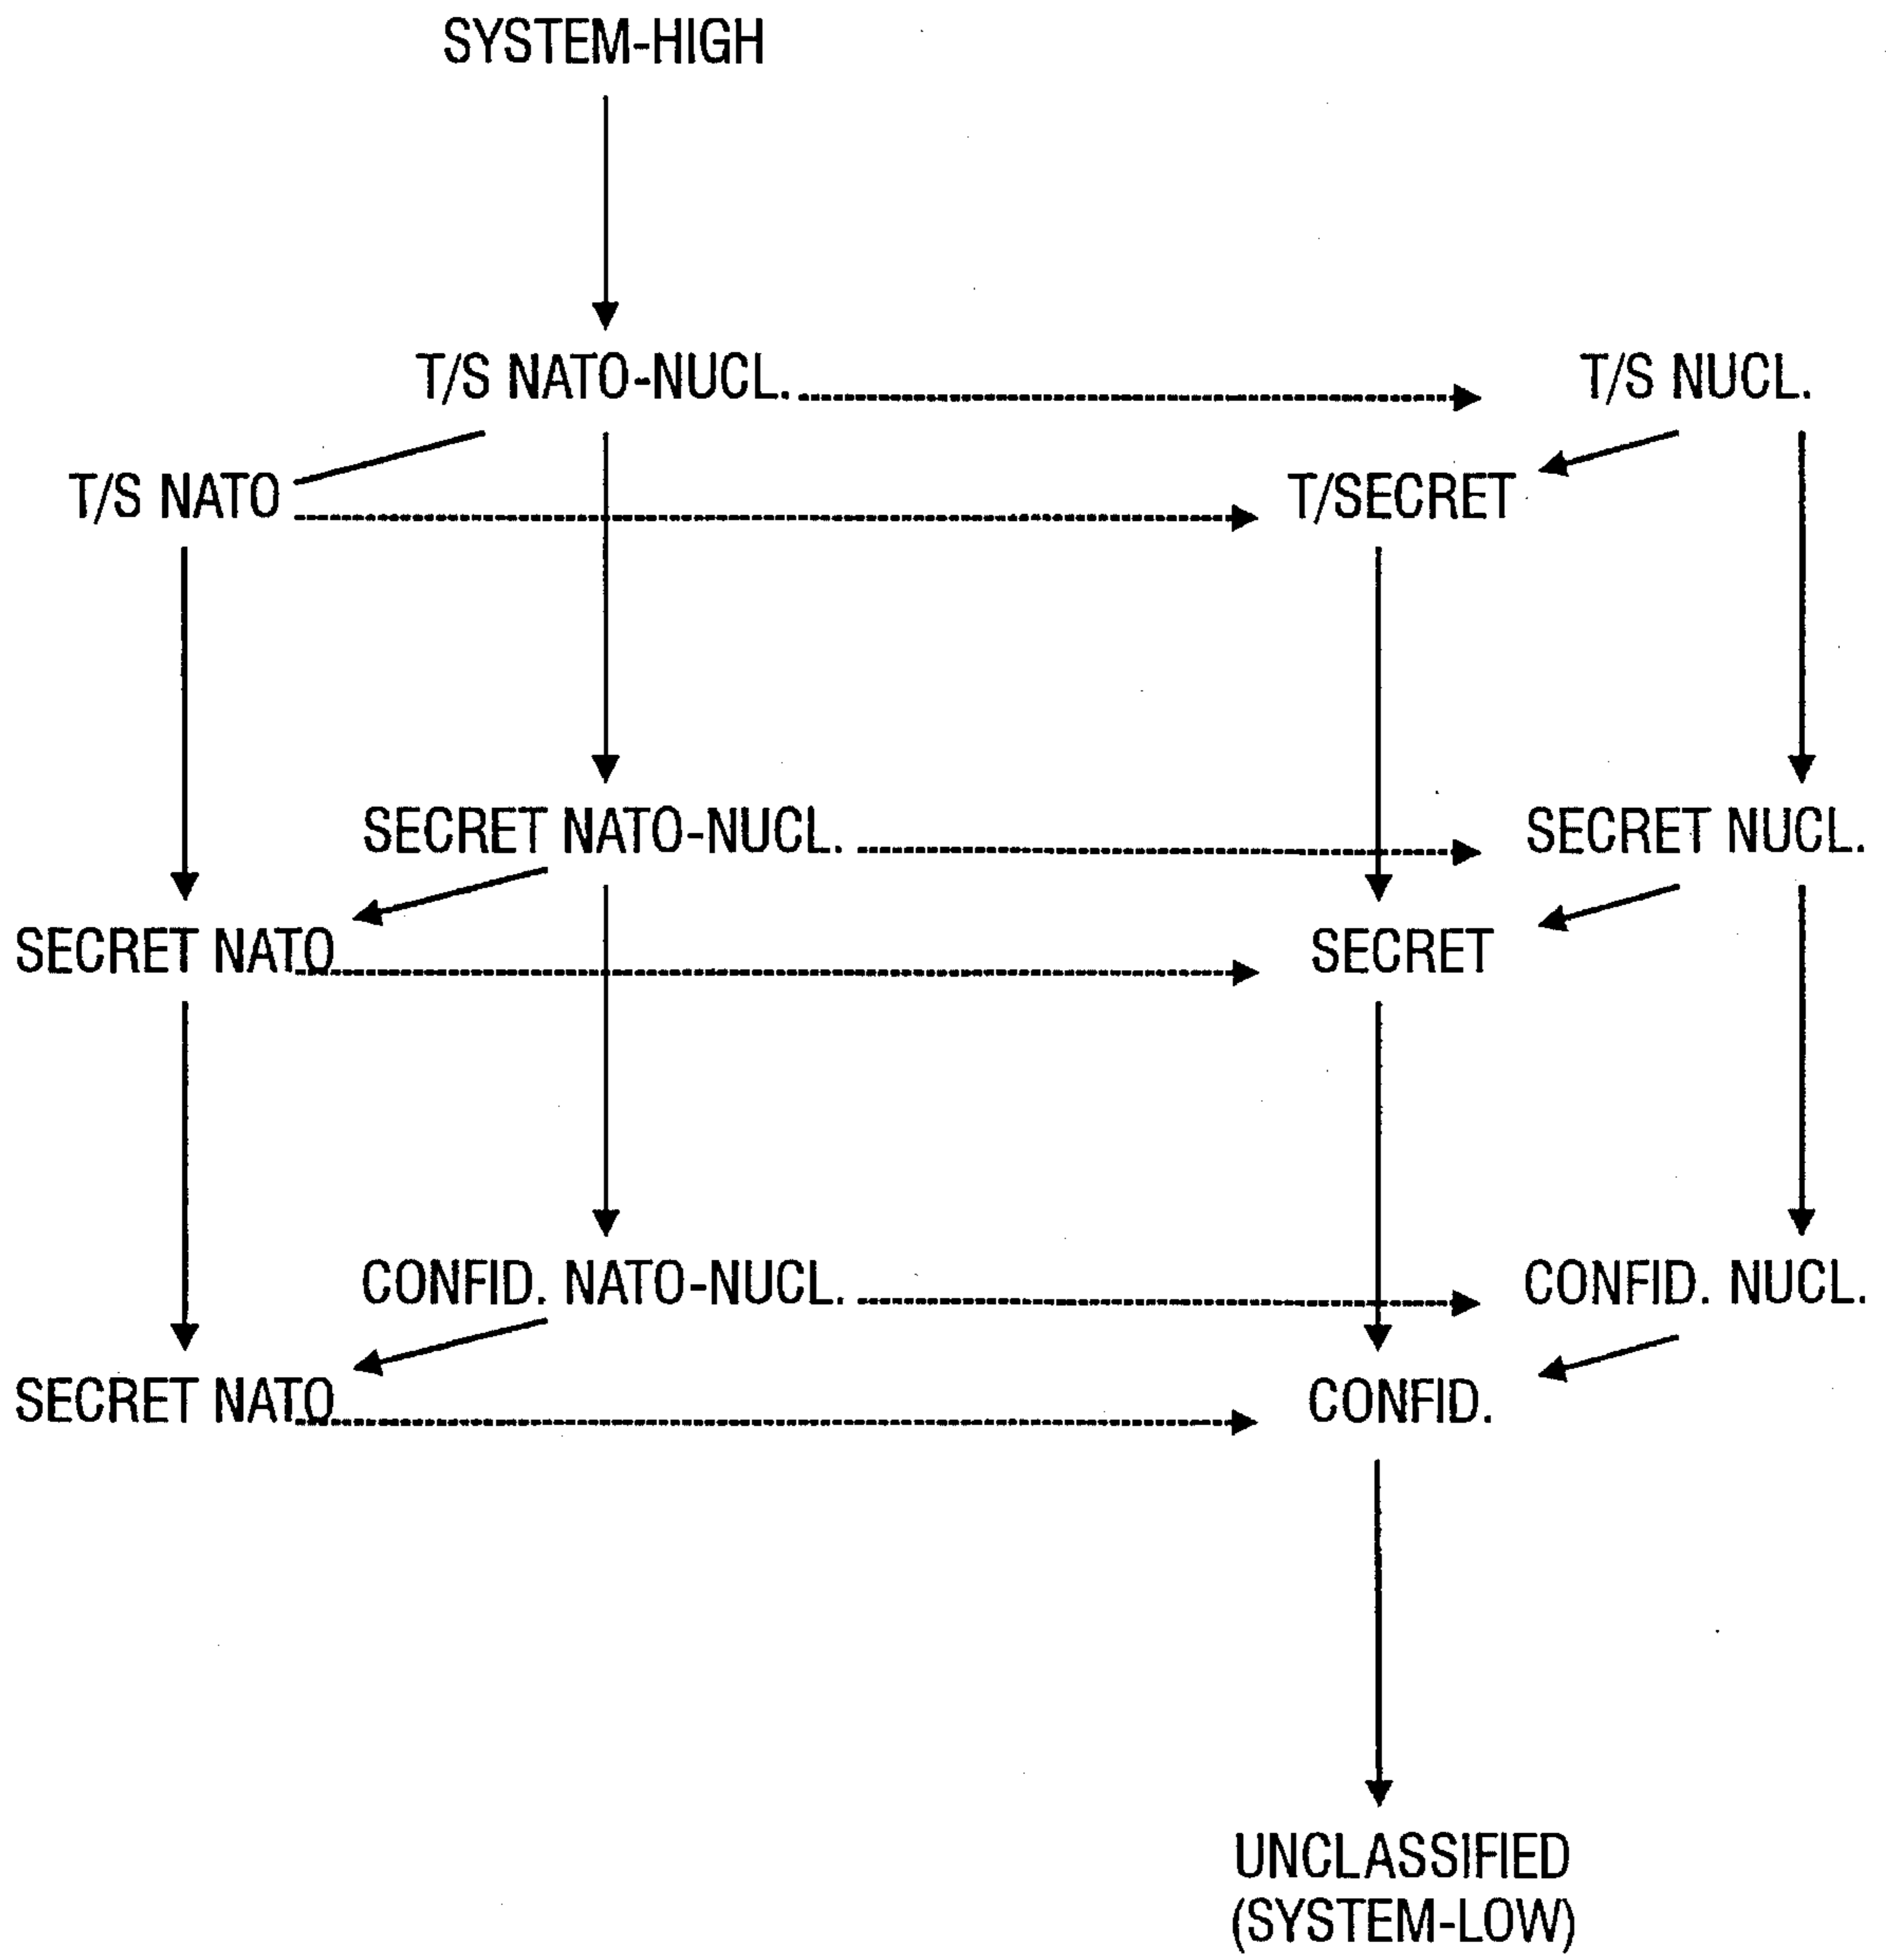 SYSTEM-HIGH
T/S NATO-NUCL.
T/S NUCL.
T/S NATO
T/SECRET
SECRET NATO-NUCL.
SECRET NUCL.
SECRET NATO
SECRET
CONFID. NATO-NUCL.
CONFID. NUCL.
SECRET NATO
CONFID.
UNCLASSIFIED
(SYSTEM-LOW)